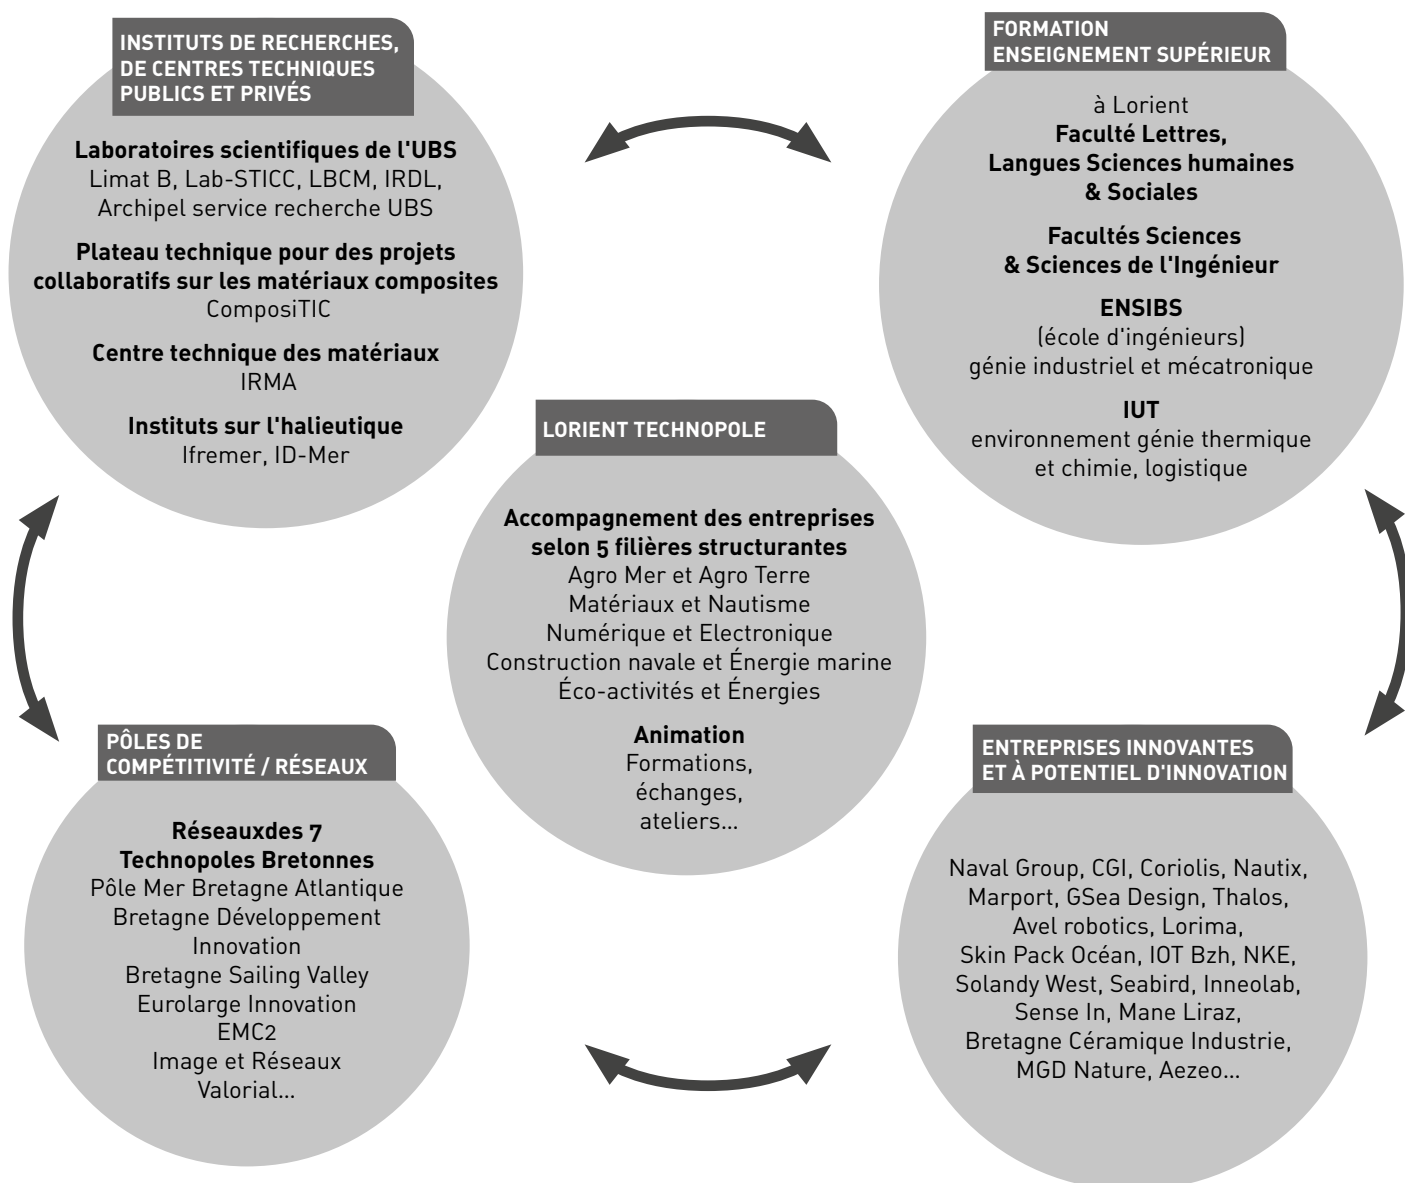 INSTITUTS DE RECHERCHES,
DE CENTRES TECHNIQUES
PUBLICS ET PRIVÉS
Laboratoires scientifiques de l'UBS
Limat B, Lab-STICC, LBCM, IRDL,
Archipel service recherche UBS
Plateau technique pour des projets
collaboratifs sur les matériaux composites
ComposiTIC
Centre technique des matériaux
IRMA
Instituts sur l'halieutique
Ifremer, ID-Mer
FORMATION
ENSEIGNEMENT SUPÉRIEUR
à Lorient
Faculté Lettres,
Langues Sciences humaines
& Sociales
Facultés Sciences
& Sciences de l'Ingénieur
ENSIBS
(école d'ingénieurs)
génie industriel et mécatronique
IUT
environnement génie thermique
et chimie, logistique
LORIENT TECHNOPOLE
Accompagnement des entreprises
selon 5 filières structurantes
Agro Mer et Agro Terre
Matériaux et Nautisme
Numérique et Electronique
Construction navale et Énergie marine
Éco-activités et Énergies
Animation
Formations,
échanges,
ateliers...
PÔLES DE
COMPÉTITIVITÉ / RÉSEAUX
Réseauxdes 7
Technopoles Bretonnes
Pôle Mer Bretagne Atlantique
Bretagne Développement
Innovation
Bretagne Sailing Valley
Eurolarge Innovation
EMC2
Image et Réseaux
Valorial...
ENTREPRISES INNOVANTES
ET À POTENTIEL D'INNOVATION
Naval Group, CGI, Coriolis, Nautix,
Marport, GSea Design, Thalos,
Avel robotics, Lorima,
Skin Pack Océan, IOT Bzh, NKE,
Solandy West, Seabird, Inneolab,
Sense In, Mane Liraz,
Bretagne Céramique Industrie,
MGD Nature, Aezeo...